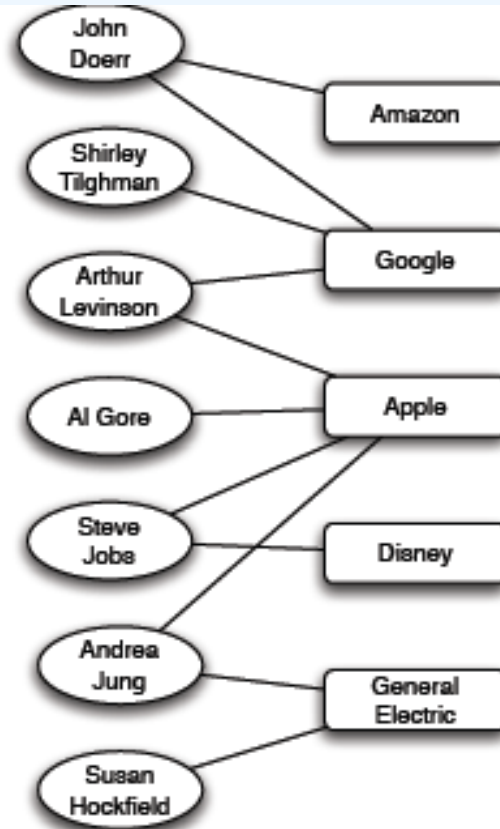 John
Doerr
Amazon
Shirley
Tilghman
Google
Arthur
Levinson
Al Gore
Apple
Steve
Jobs
Disney
Andrea
Jung
General
Electric
Susan
Hockfield